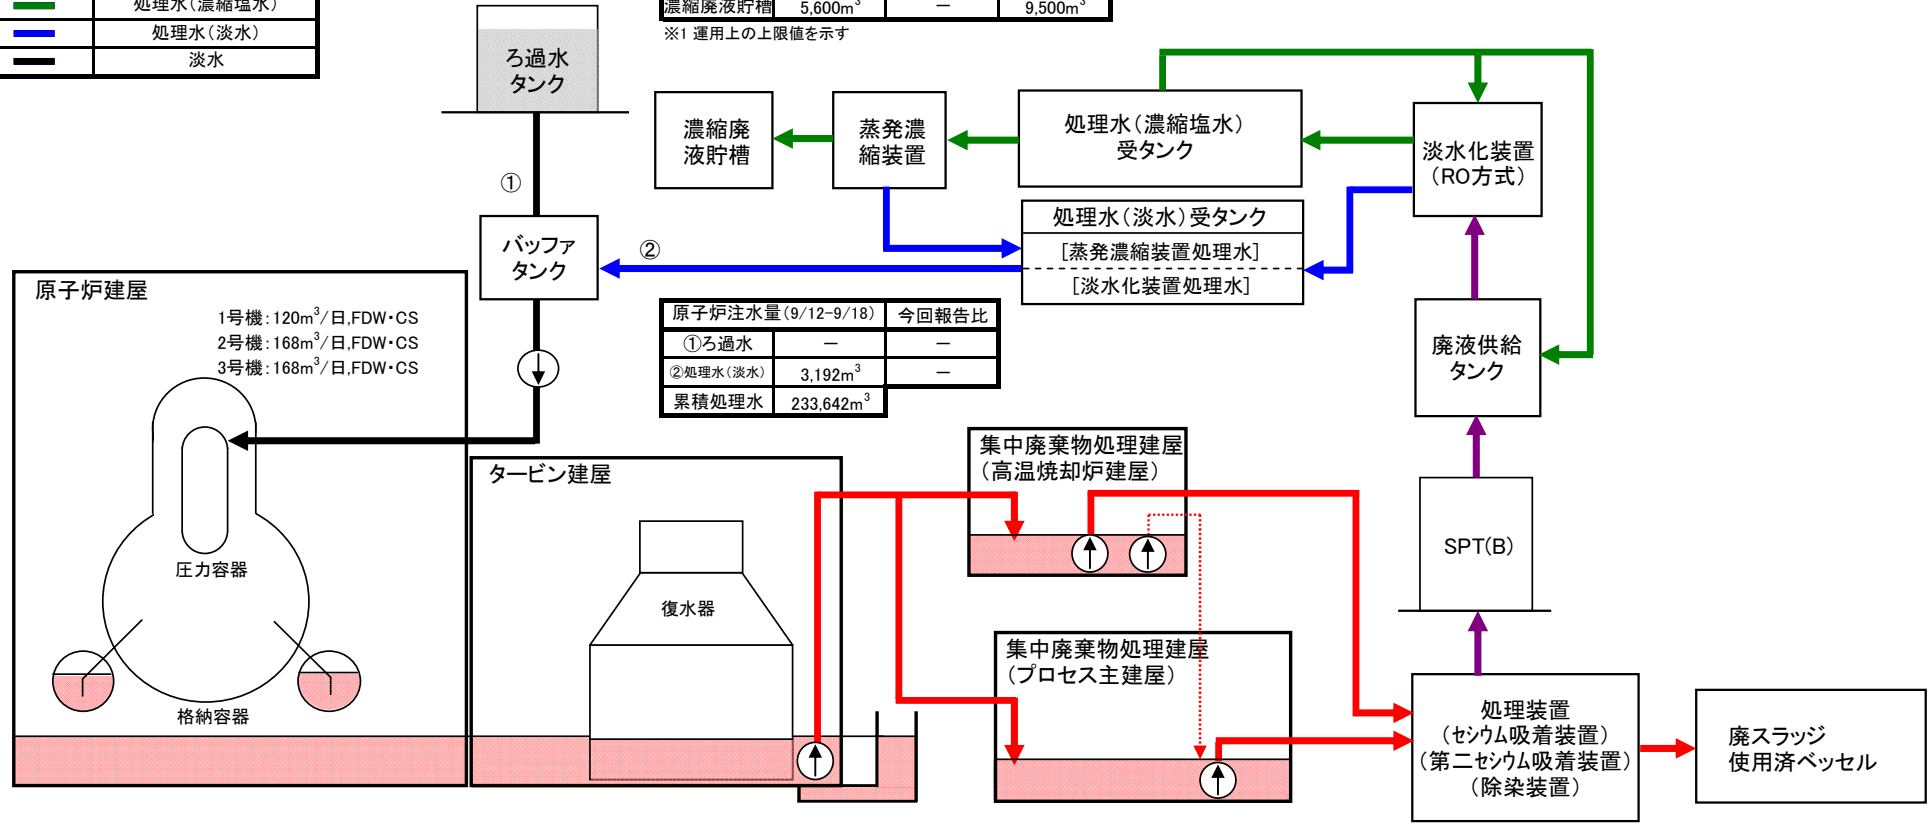 処理水(濃縮塩水)
処理水(淡水)
淡水
濃縮廃液貯槽 5,600m³ － 9,500m³
※1 運用上の上限値を示す
ろ過水
タンク
濃縮廃
液貯槽
蒸発濃
縮装置
処理水(濃縮塩水)
受タンク
淡水化装置
(RO方式)
①
バッファ
タンク
②
処理水(淡水)受タンク
[蒸発濃縮装置処理水]
[淡水化装置処理水]
原子炉建屋
1号機:120m³/日,FDW・CS
2号機:168m³/日,FDW・CS
3号機:168m³/日,FDW・CS
原子炉注水量(9/12-9/18) 今回報告比
①ろ過水 － －
②処理水(淡水) 3,192m³ －
累積処理水 233,642m³
廃液供給
タンク
圧力容器
格納容器
タービン建屋
復水器
集中廃棄物処理建屋
(高温焼却炉建屋)
SPT(B)
集中廃棄物処理建屋
(プロセス主建屋)
処理装置
(セシウム吸着装置)
(第二セシウム吸着装置)
(除染装置)
廃スラッジ
使用済ベッセル